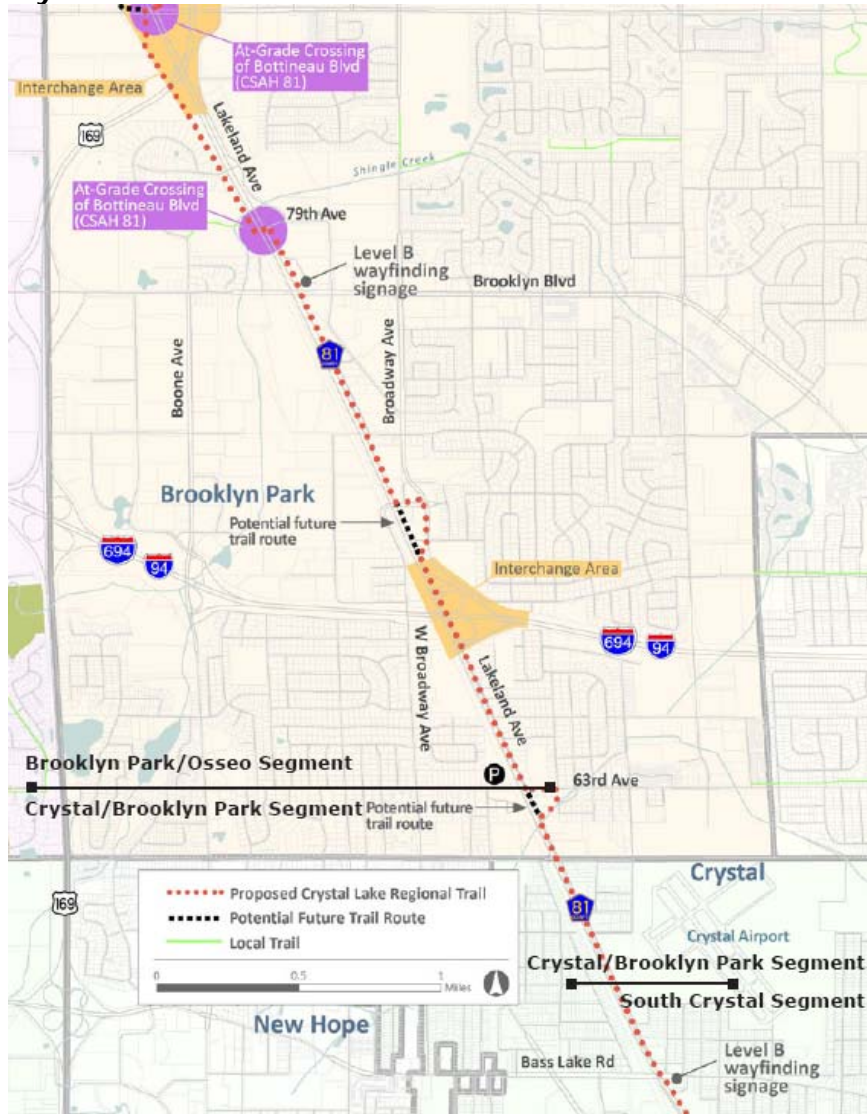 At-Grade Crossing
of Bottineau Blvd
(CSAH 81)
Interchange Area
Lakeland Ave
169
Shingle Creek
At-Grade Crossing
of Bottineau Blvd
(CSAH 81)
79th Ave
Level B
wayfinding
signage
Brooklyn Blvd
81
Boone Ave
Broadway Ave
Brooklyn Park
Potential future
trail route
694
94
Interchange Area
W Broadway Ave
694
94
Lakeland Ave
Brooklyn Park/Osseo Segment
P
63rd Ave
Crystal/Brooklyn Park Segment
Potential future
trail route
Crystal
169
Proposed Crystal Lake Regional Trail
Potential Future Trail Route
Local Trail
0 0.5 1
Miles
81
Crystal Airport
Crystal/Brooklyn Park Segment
South Crystal Segment
New Hope
Bass Lake Rd
Level B
wayfinding
signage